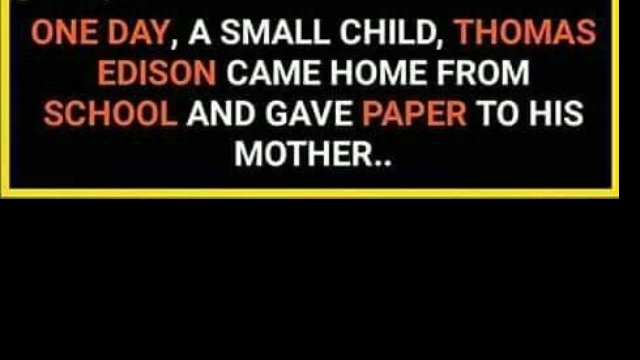 ONE DAY, A SMALL CHILD, THOMAS
EDISON CAME HOME FROM
SCHOOL AND GAVE PAPER TO HIS
MOTHER..